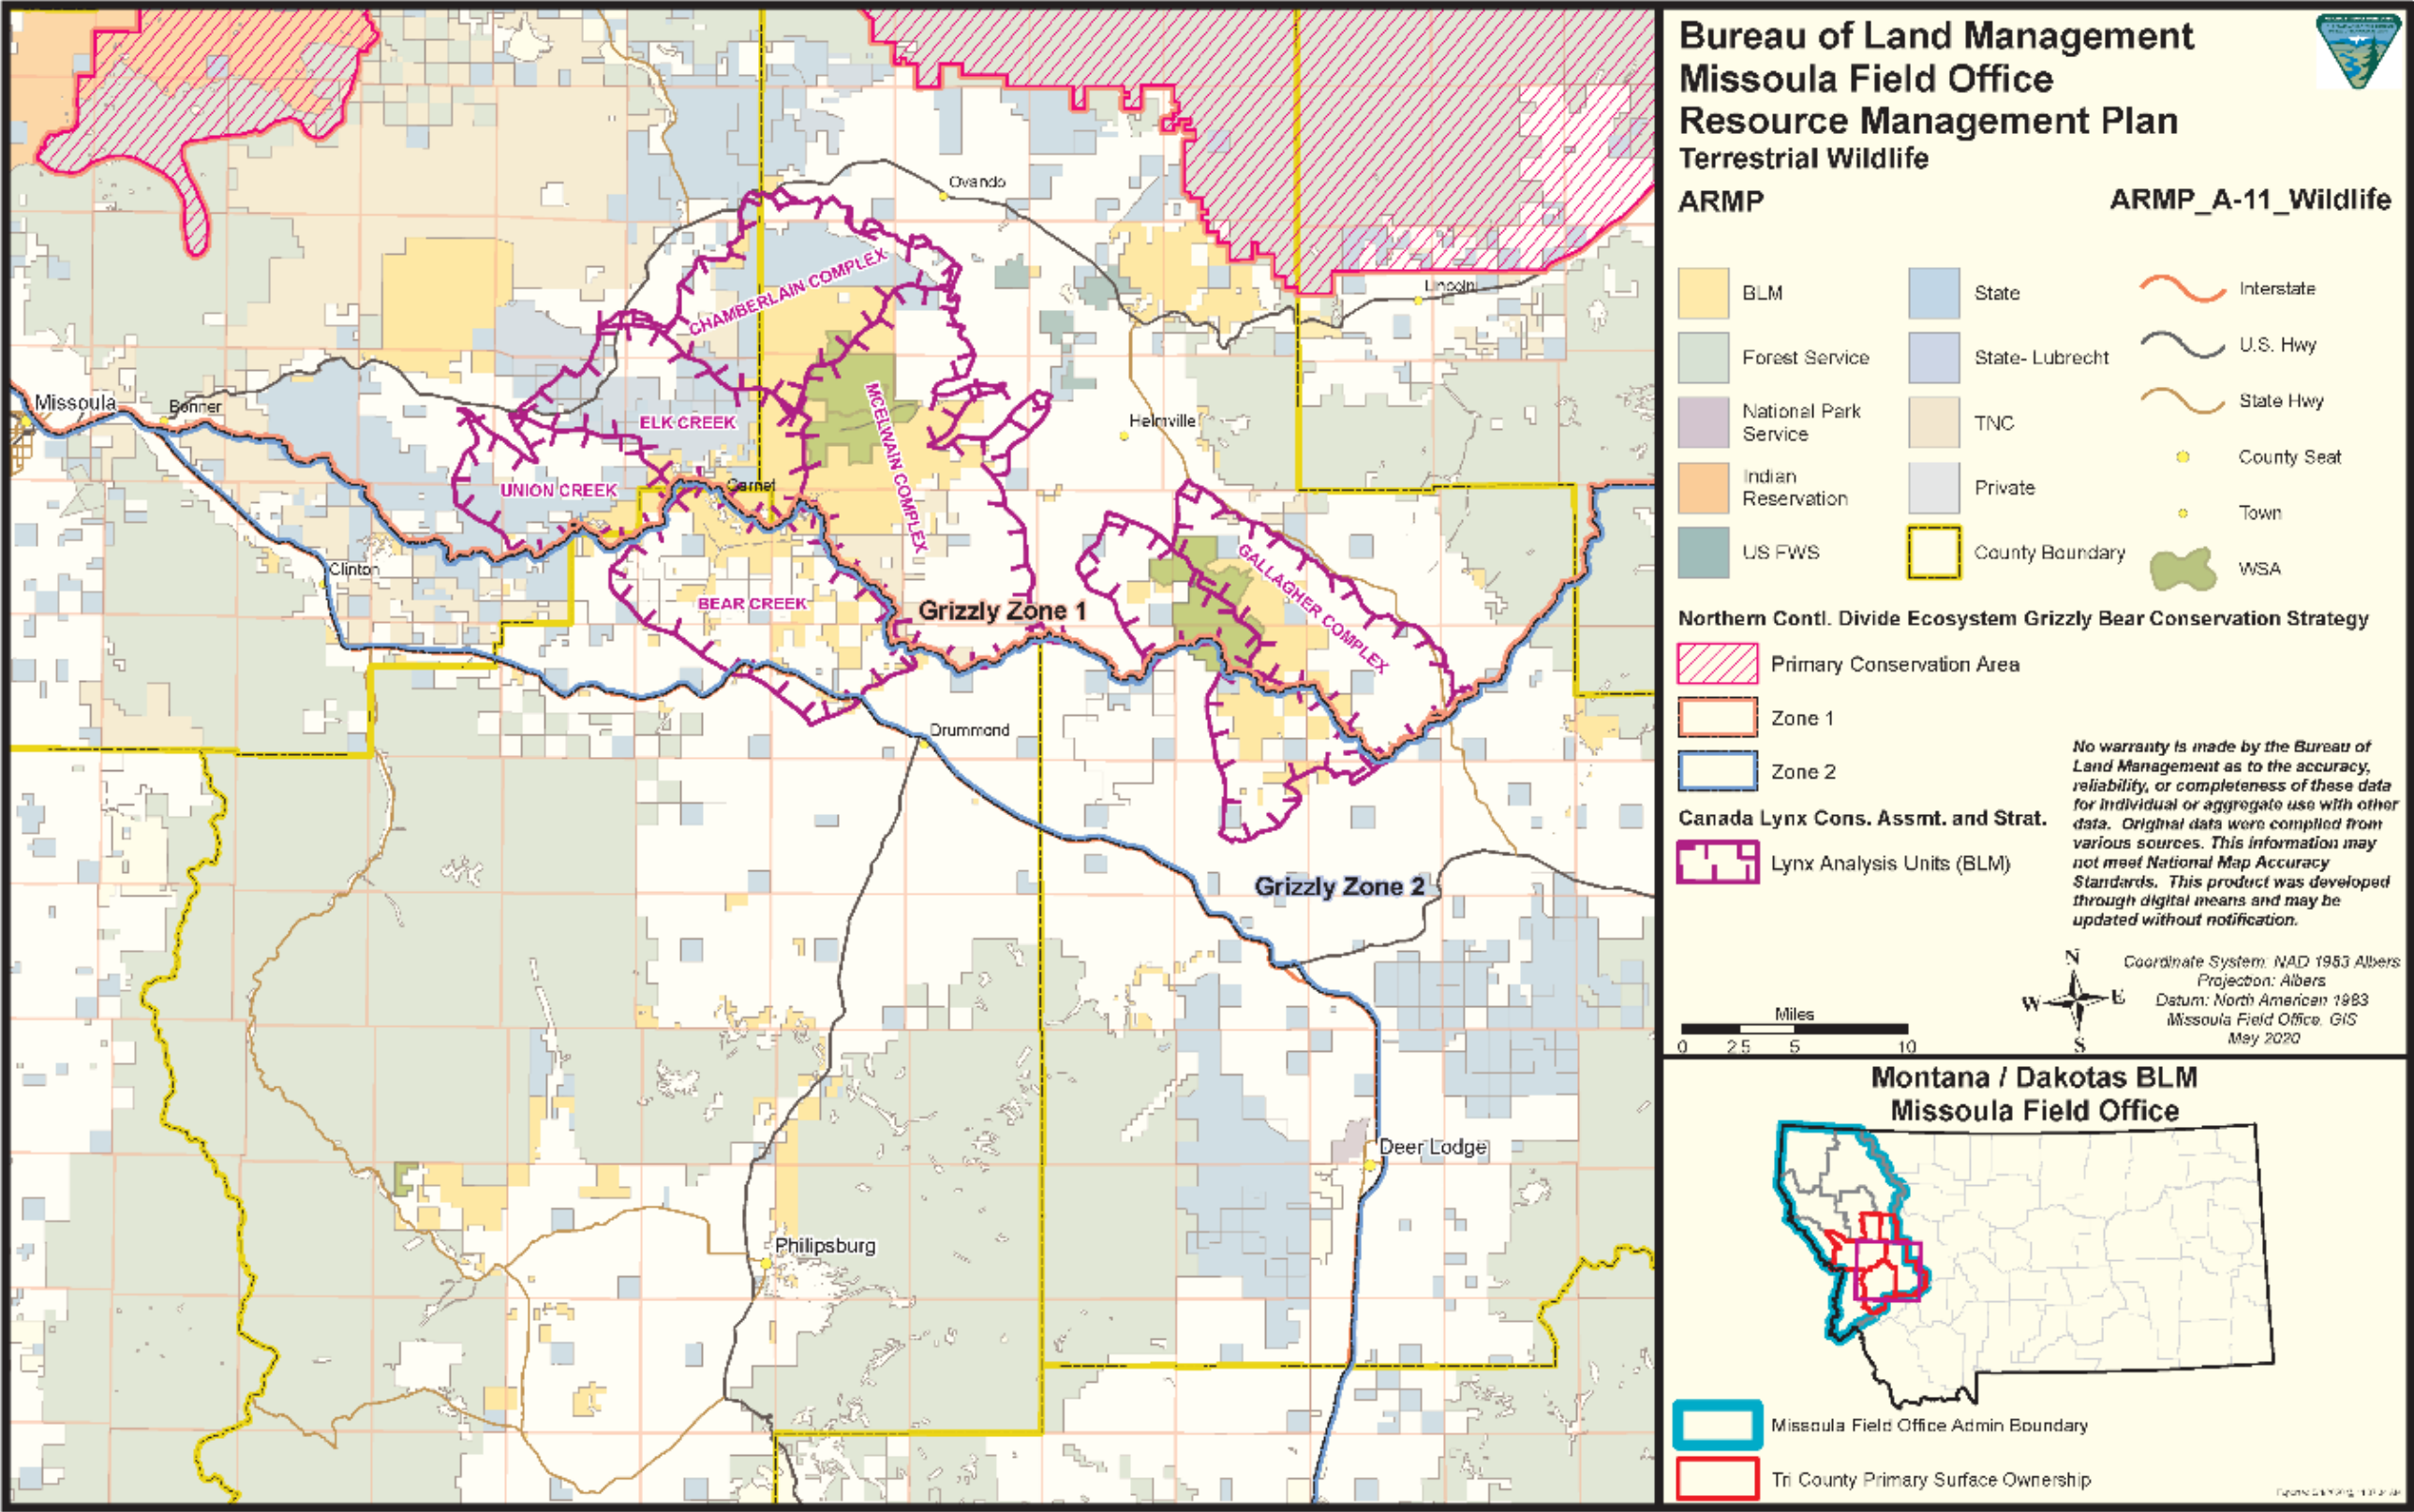 Bureau of Land Management
Missoula Field Office
Resource Management Plan
Terrestrial Wildlife
ARMP
ARMP_A-11_Wildlife
BLM
Forest Service
National Park
Service
Indian
Reservation
US FWS
State
State- Lubrecht
TNC
Private
County Boundary
Interstate
U.S. Hwy
State Hwy
County Seat
Town
WSA
Northern Contl. Divide Ecosystem Grizzly Bear Conservation Strategy
Primary Conservation Area
Zone 1
Zone 2
Canada Lynx Cons. Assmt. and Strat.
Lynx Analysis Units (BLM)
No warranty is made by the Bureau of
Land Management as to the accuracy,
reliability, or completeness of these data
for individual or aggregate use with other
data. Original data were compiled from
various sources. This information may
not meet National Map Accuracy
Standards. This product was developed
through digital means and may be
updated without notification.
Coordinate System: NAD 1983 Albers
Projection: Albers
Datum: North American 1983
Missoula Field Office, GIS
May 2020
N
W E
S
Miles
0 2.5 5 10
Montana / Dakotas BLM
Missoula Field Office
Missoula Field Office Admin Boundary
Tri County Primary Surface Ownership
Ovando
CHAMBERLAIN COMPLEX
Lincoln
Missoula
Bonner
ELK CREEK
MCELWAIN COMPLEX
Helmville
UNION CREEK
Garnet
Clinton
BEAR CREEK
Grizzly Zone 1
GALLAGHER COMPLEX
Drummond
Grizzly Zone 2
Deer Lodge
Philipsburg